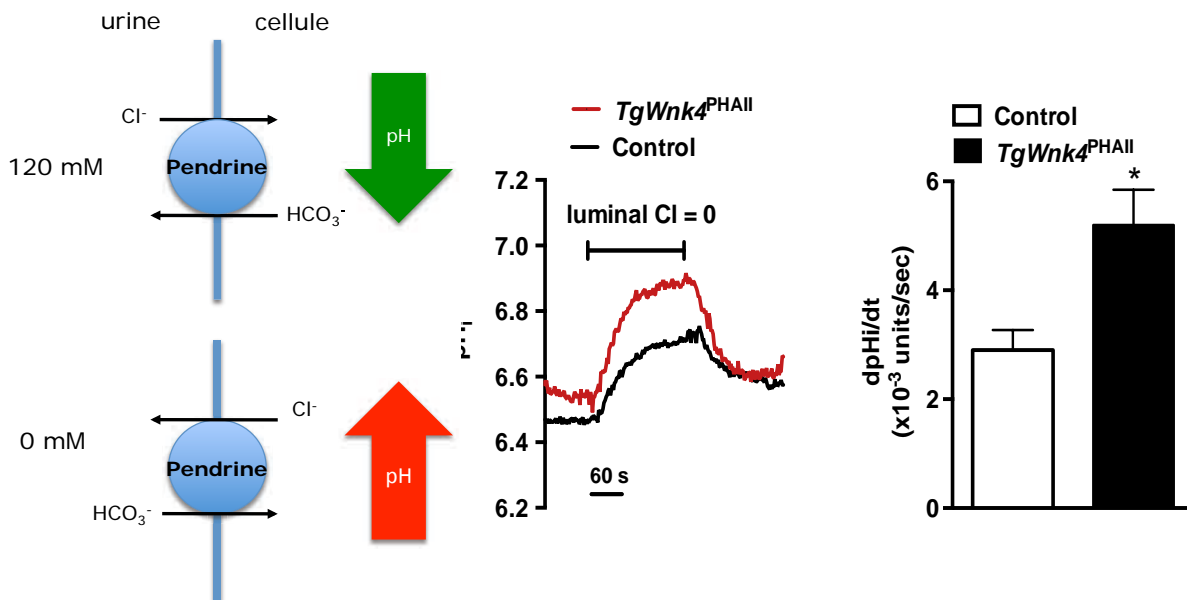 urine cellule
Cl-
120 mM
Pendrine
HCO3-
pH
Cl-
0 mM
Pendrine
HCO3-
pH
TgWnk4PHAII
Control
luminal Cl = 0
7.2
7.0
6.8
6.6
6.4
6.2
60 s
Control
TgWnk4PHAII
*
dpHi/dt
(x10-3 units/sec)
6
4
2
0